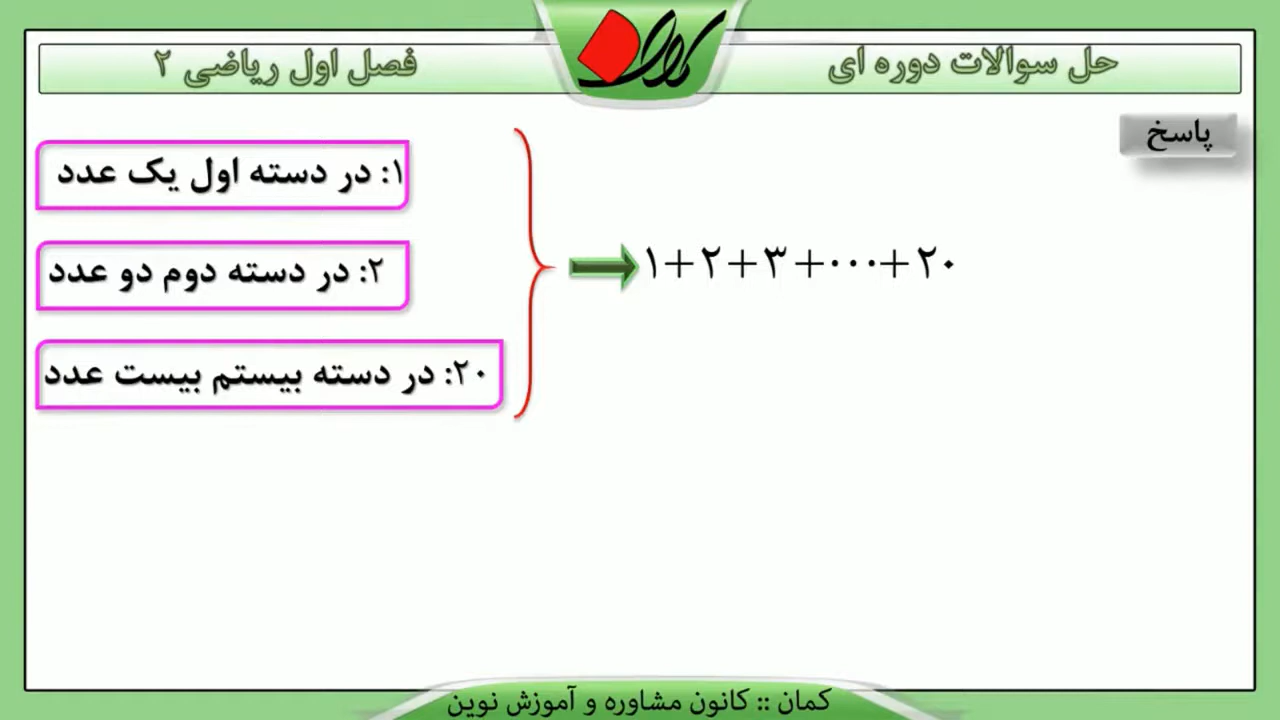 حل سوالات دوره ای
کمان
فصل اول ریاضی ۲
پاسخ
۱: در دسته اول یک عدد
۲: در دسته دوم دو عدد
۲۰: در دسته بیستم بیست عدد
۱+۲+۳+···+۲۰
کمان :: کانون مشاوره و آموزش نوین